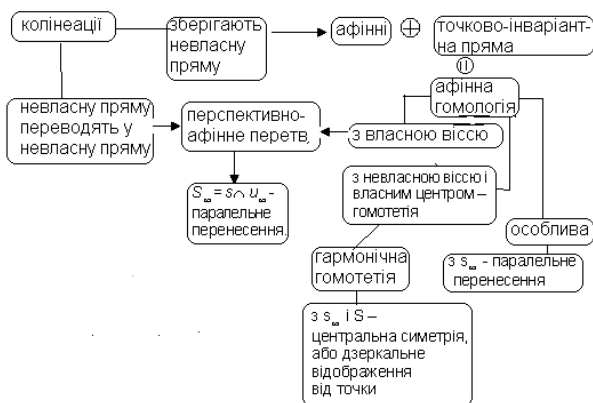 колінеації
зберігають
невласну
пряму
афінні
точково-інваріант-
на пряма
афінна
гомологія
невласну пряму
переводять у
невласну пряму
перспективно-
афінне перетв,
з власною віссю
S∞ = s∩ u∞ -
паралельне
перенесення.
з невласною віссю і
власним центром –
гомотетія
особлива
гармонічна
гомотетія
з s∞ - паралельне
перенесення
з s∞ і S –
центральна симетрія,
або дзеркальне
відображення
від точки